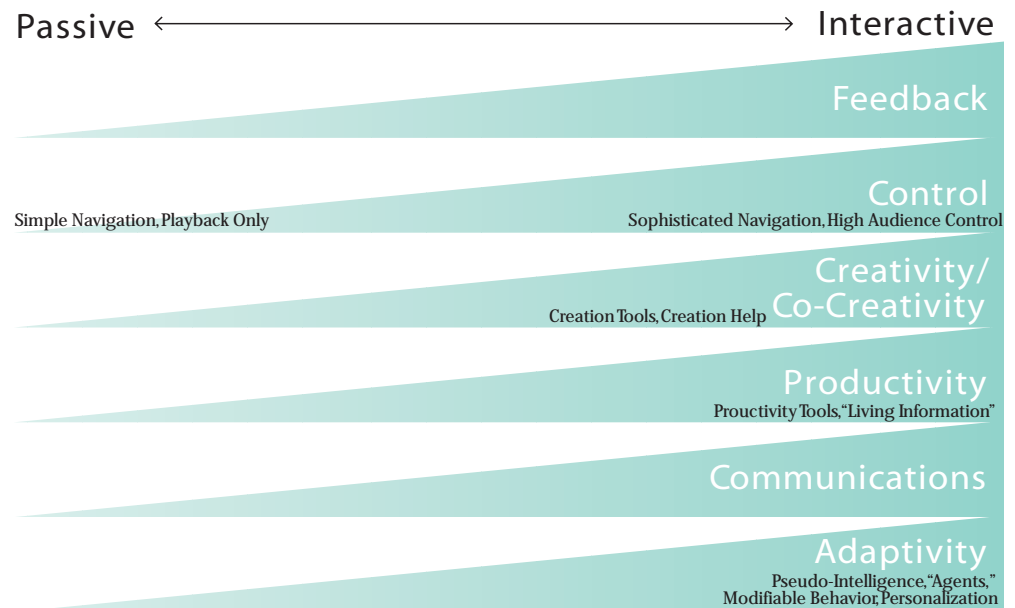 Passive Interactive
Feedback
Control
Simple Navigation, Playback Only Sophisticated Navigation, High Audience Control
Creativity/
Creation Tools, Creation Help Co-Creativity
Productivity
Prouctivity Tools, “Living Information”
Communications
Adaptivity
Pseudo-Intelligence, “Agents,”
Modifiable Behavior, Personalization